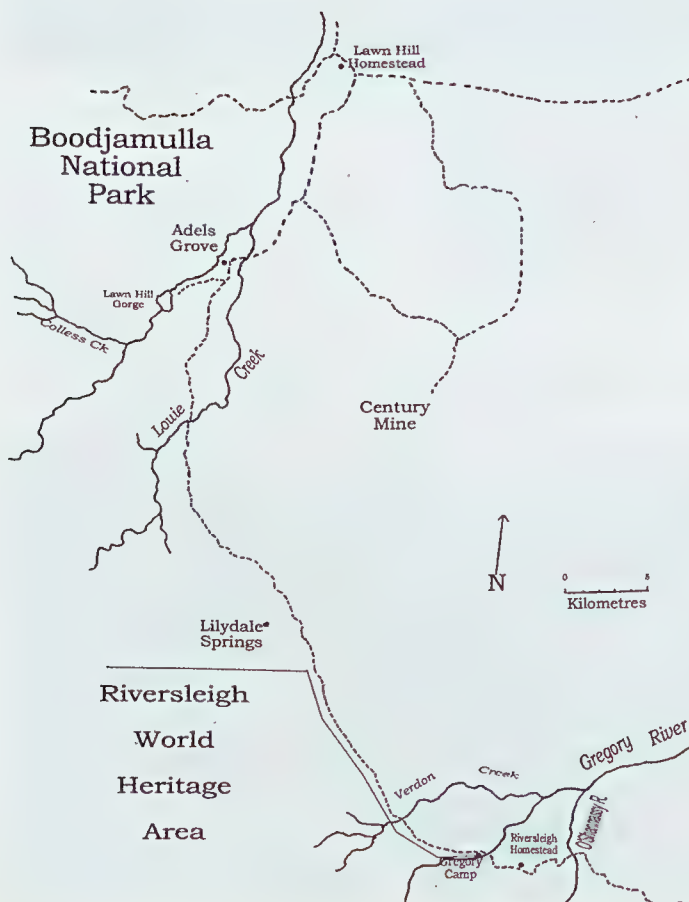 Lawn Hill
Homestead
Boodjamulla
National
Park
Adels
Grove
Lawn Hill
Gorge
Colless Ck
Louie Creek
Century
Mine
N
0 5
Kilometres
Lilydale
Springs
Riversleigh
World
Heritage
Area
Gregory River
Verdon Creek
O'Shannassy R.
Riversleigh
Homestead
Gregory
Camp